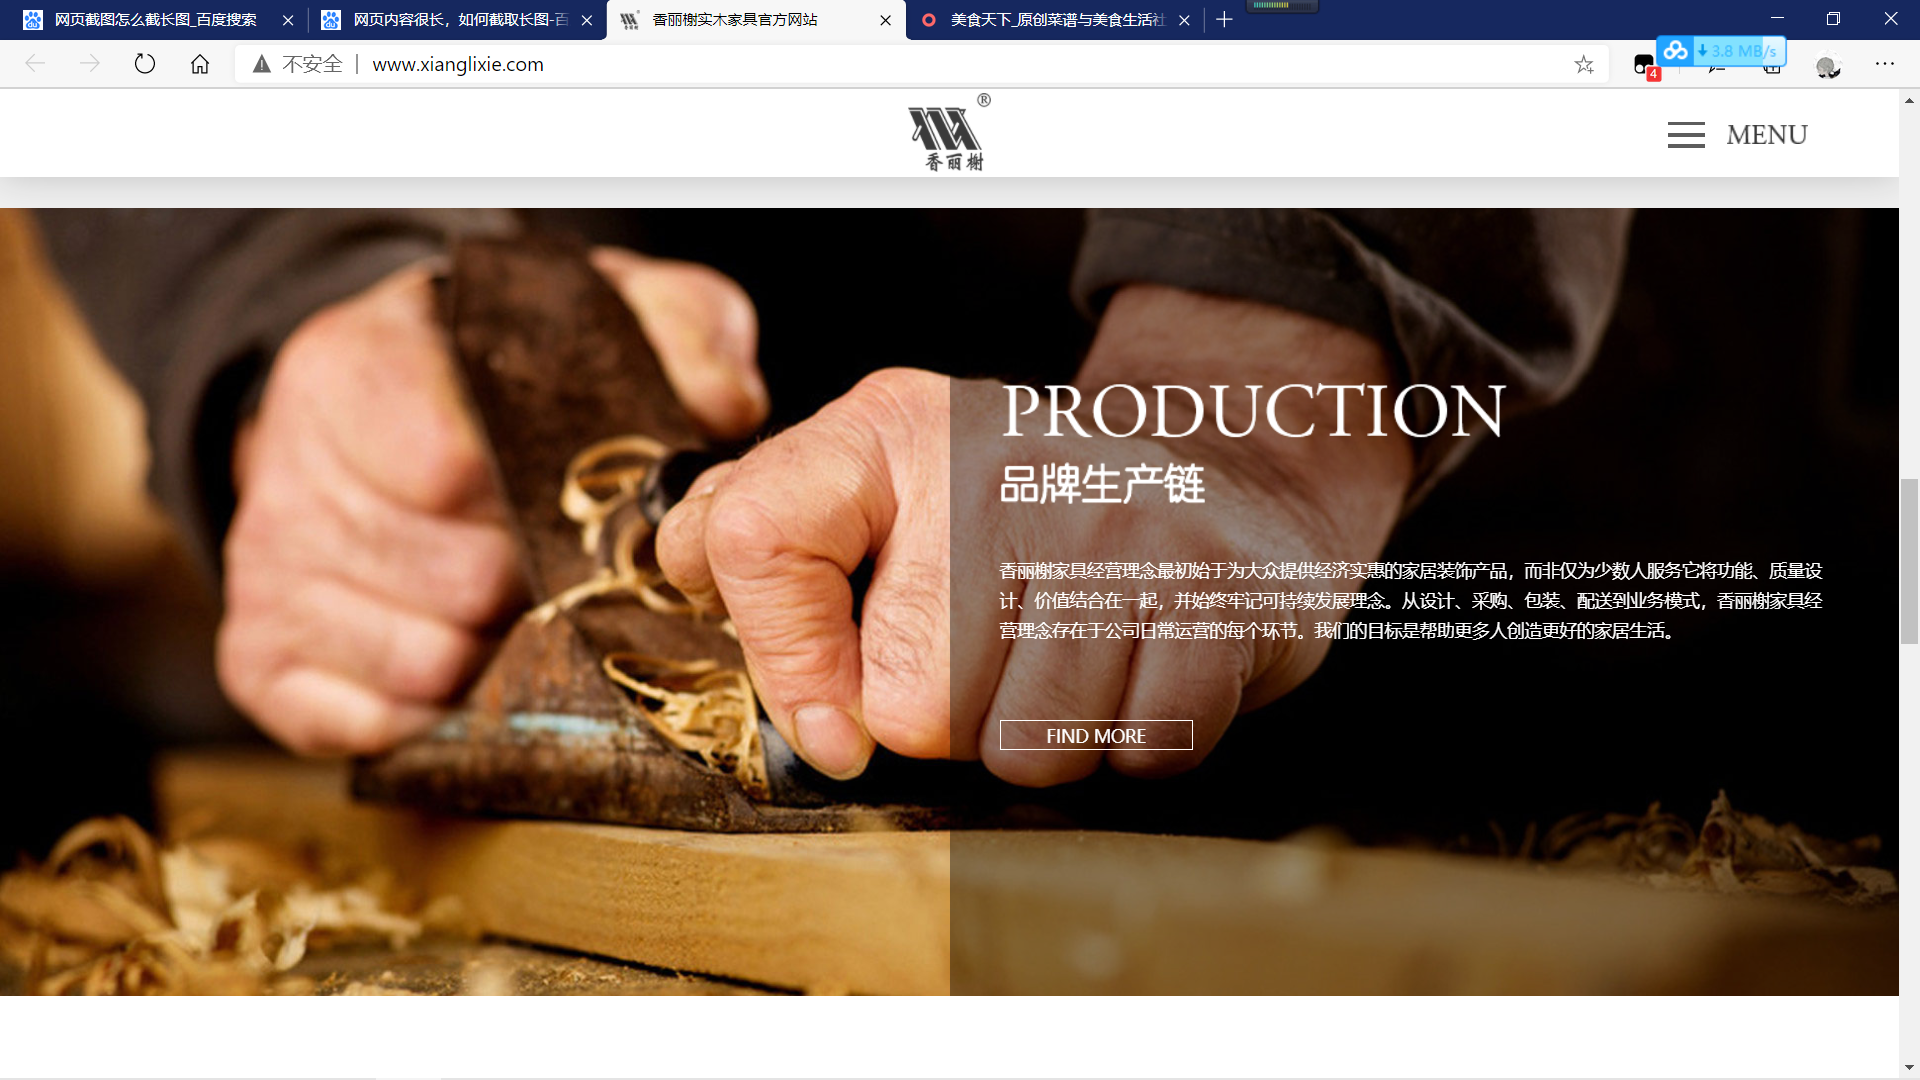 网页截图怎么截长图_百度搜索
网页内容很长，如何截取长图-百
香丽榭实木家具官方网站
美食天下_原创菜谱与美食生活社
不安全
www.xianglixie.com
3.8 MB/s
4
®
香丽榭
MENU
PRODUCTION
品牌生产链
香丽榭家具经营理念最初始于为大众提供经济实惠的家居装饰产品，而非仅为少数人服务它将功能、质量设
计、价值结合在一起，并始终牢记可持续发展理念。从设计、采购、包装、配送到业务模式，香丽榭家具经
营理念存在于公司日常运营的每个环节。我们的目标是帮助更多人创造更好的家居生活。
FIND MORE